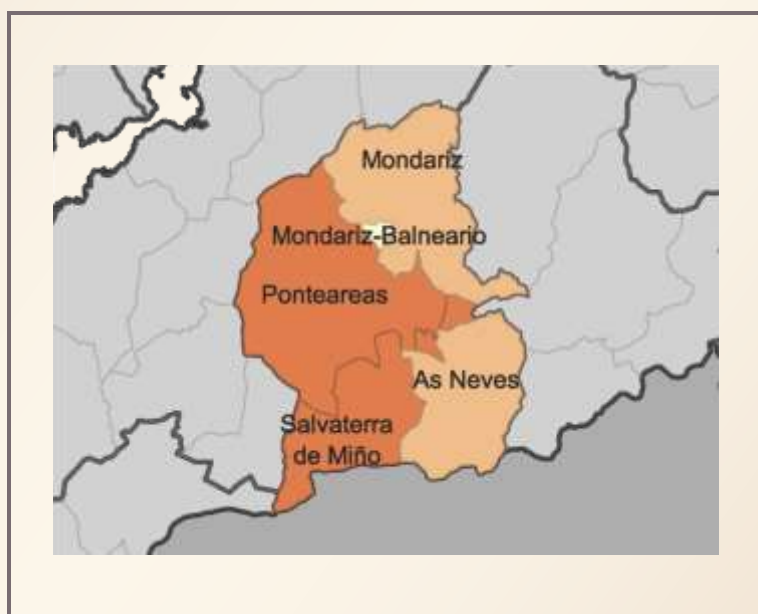 Mondariz
Mondariz-Balneario
Ponteareas
As Neves
Salvaterra
de Miño